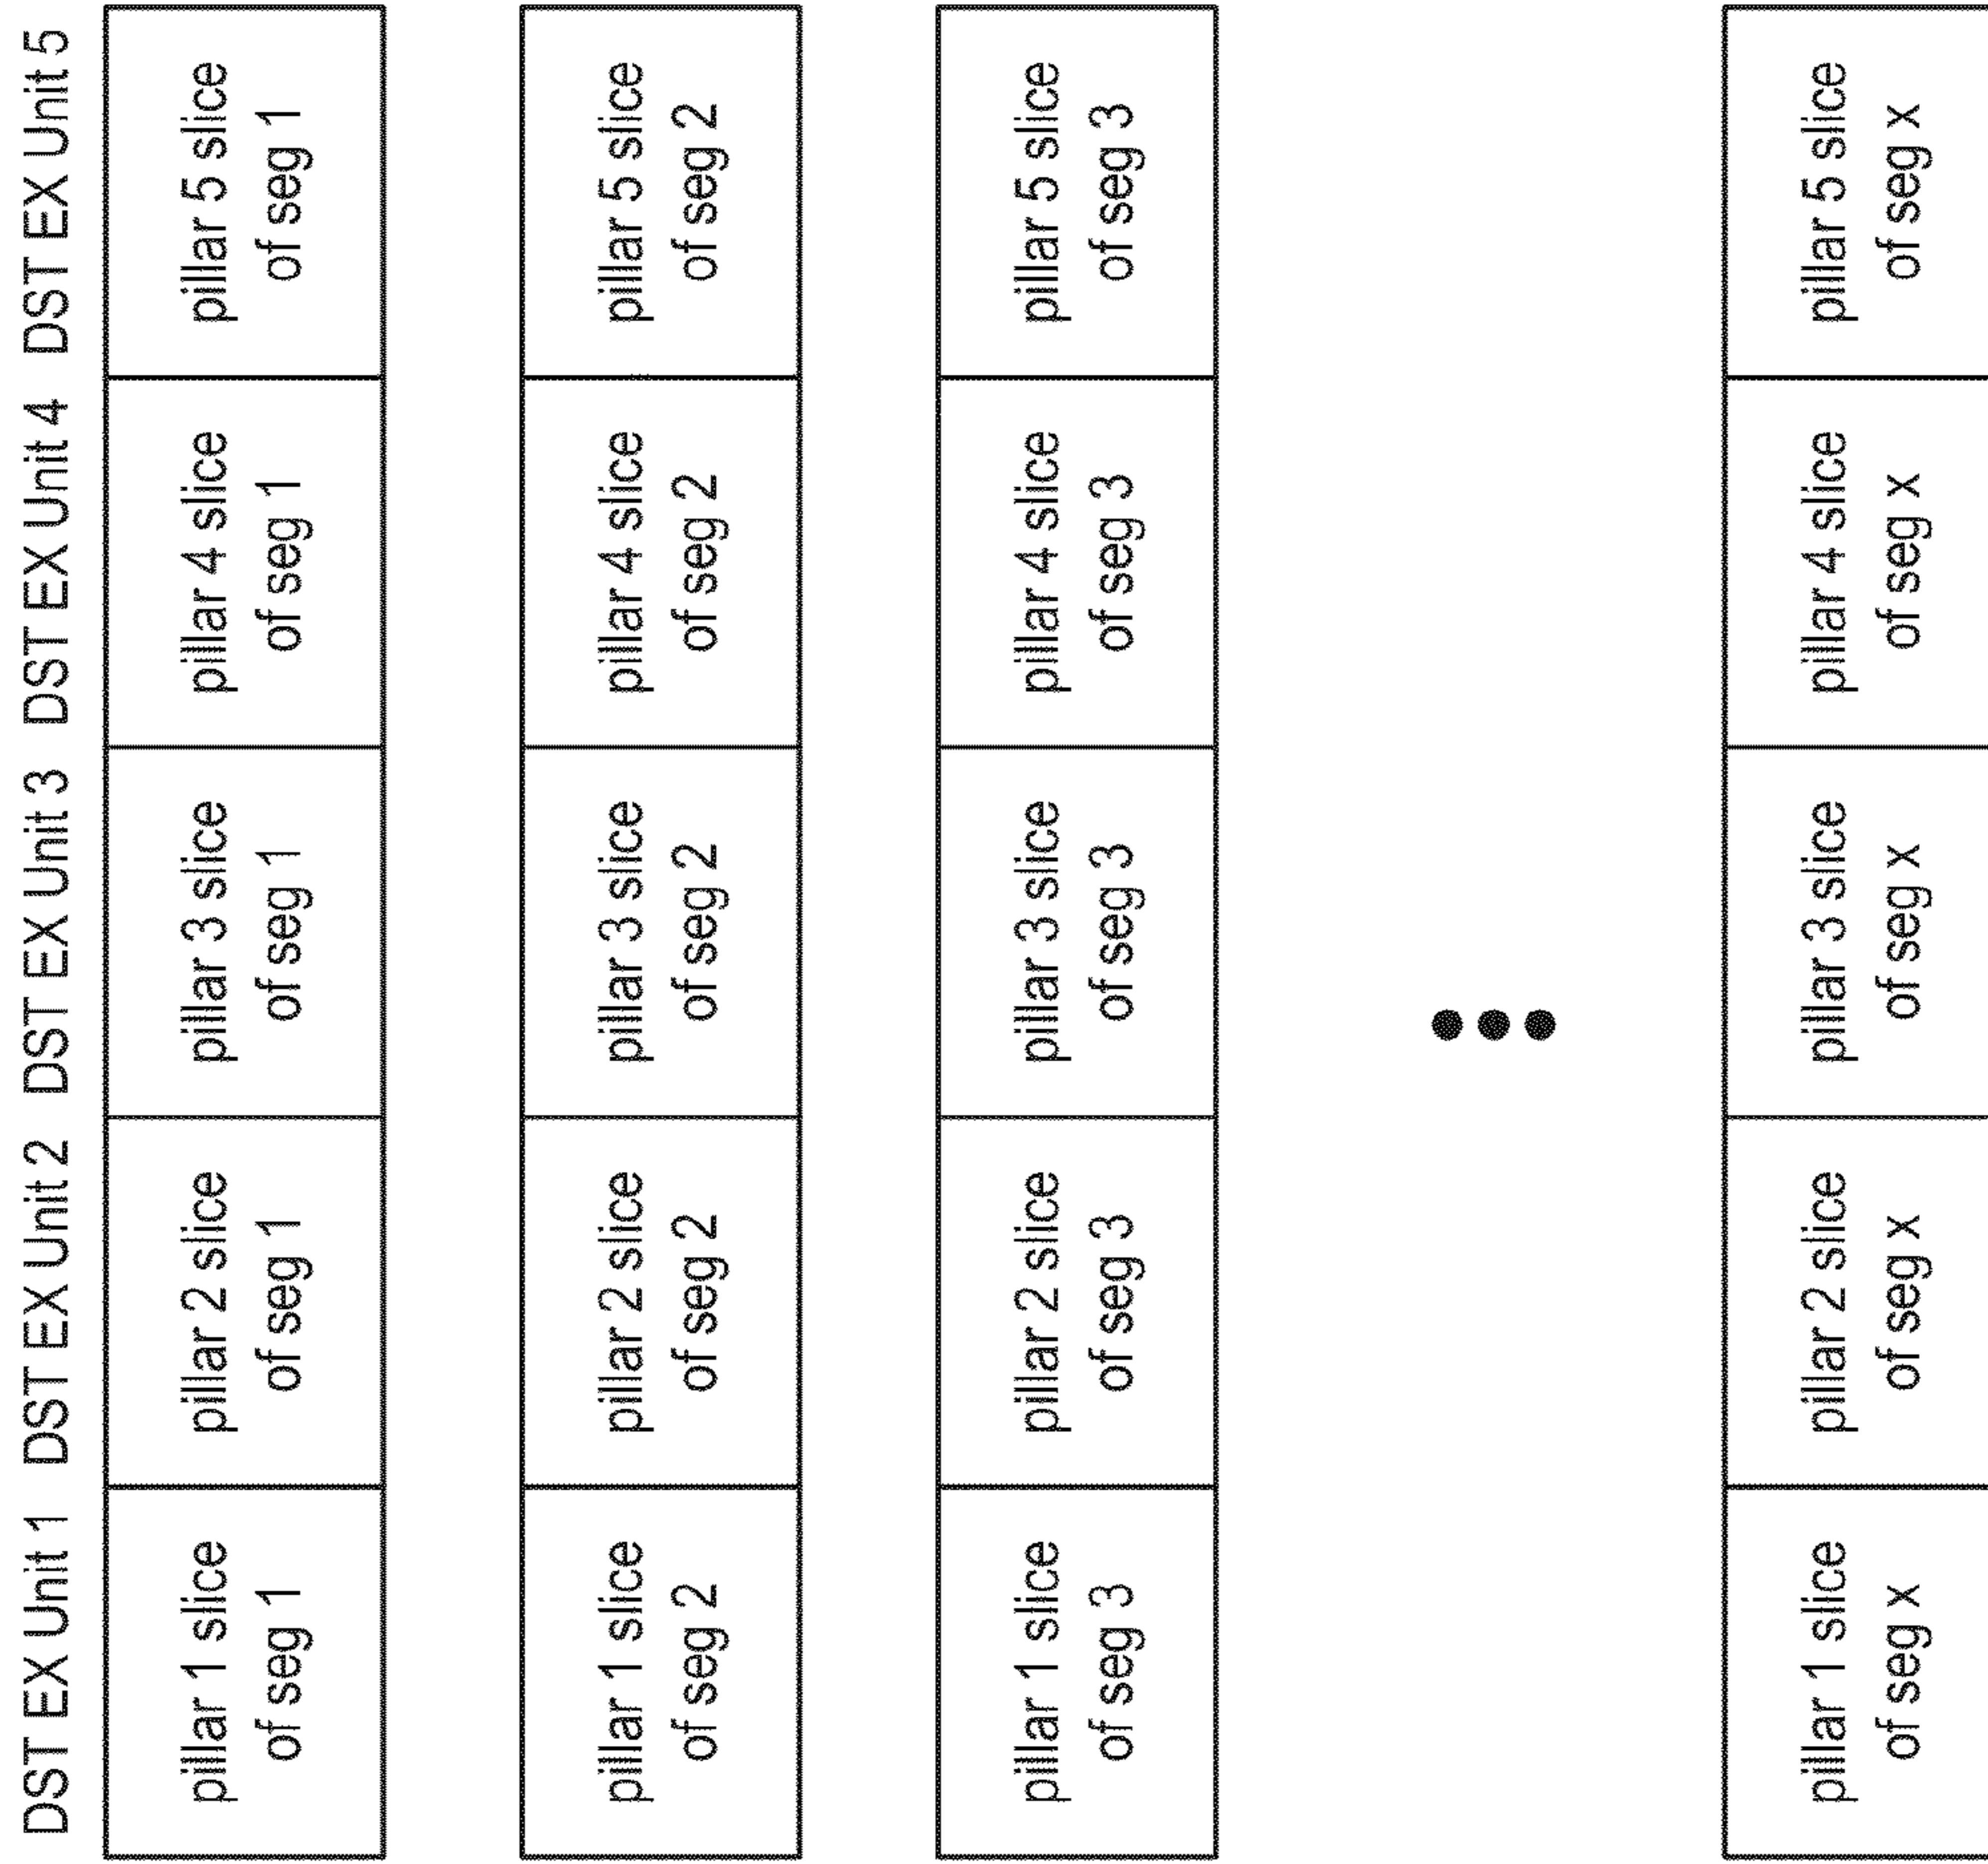 DST EX Unit 1 DST EX Unit 2 DST EX Unit 3 DST EX Unit 4 DST EX Unit 5
pillar 1 slice
of seg 1
pillar 2 slice
of seg 1
pillar 3 slice
of seg 1
pillar 4 slice
of seg 1
pillar 5 slice
of seg 1
pillar 1 slice
of seg 2
pillar 2 slice
of seg 2
pillar 3 slice
of seg 2
pillar 4 slice
of seg 2
pillar 5 slice
of seg 2
pillar 1 slice
of seg 3
pillar 2 slice
of seg 3
pillar 3 slice
of seg 3
pillar 4 slice
of seg 3
pillar 5 slice
of seg 3
pillar 1 slice
of seg x
pillar 2 slice
of seg x
pillar 3 slice
of seg x
pillar 4 slice
of seg x
pillar 5 slice
of seg x